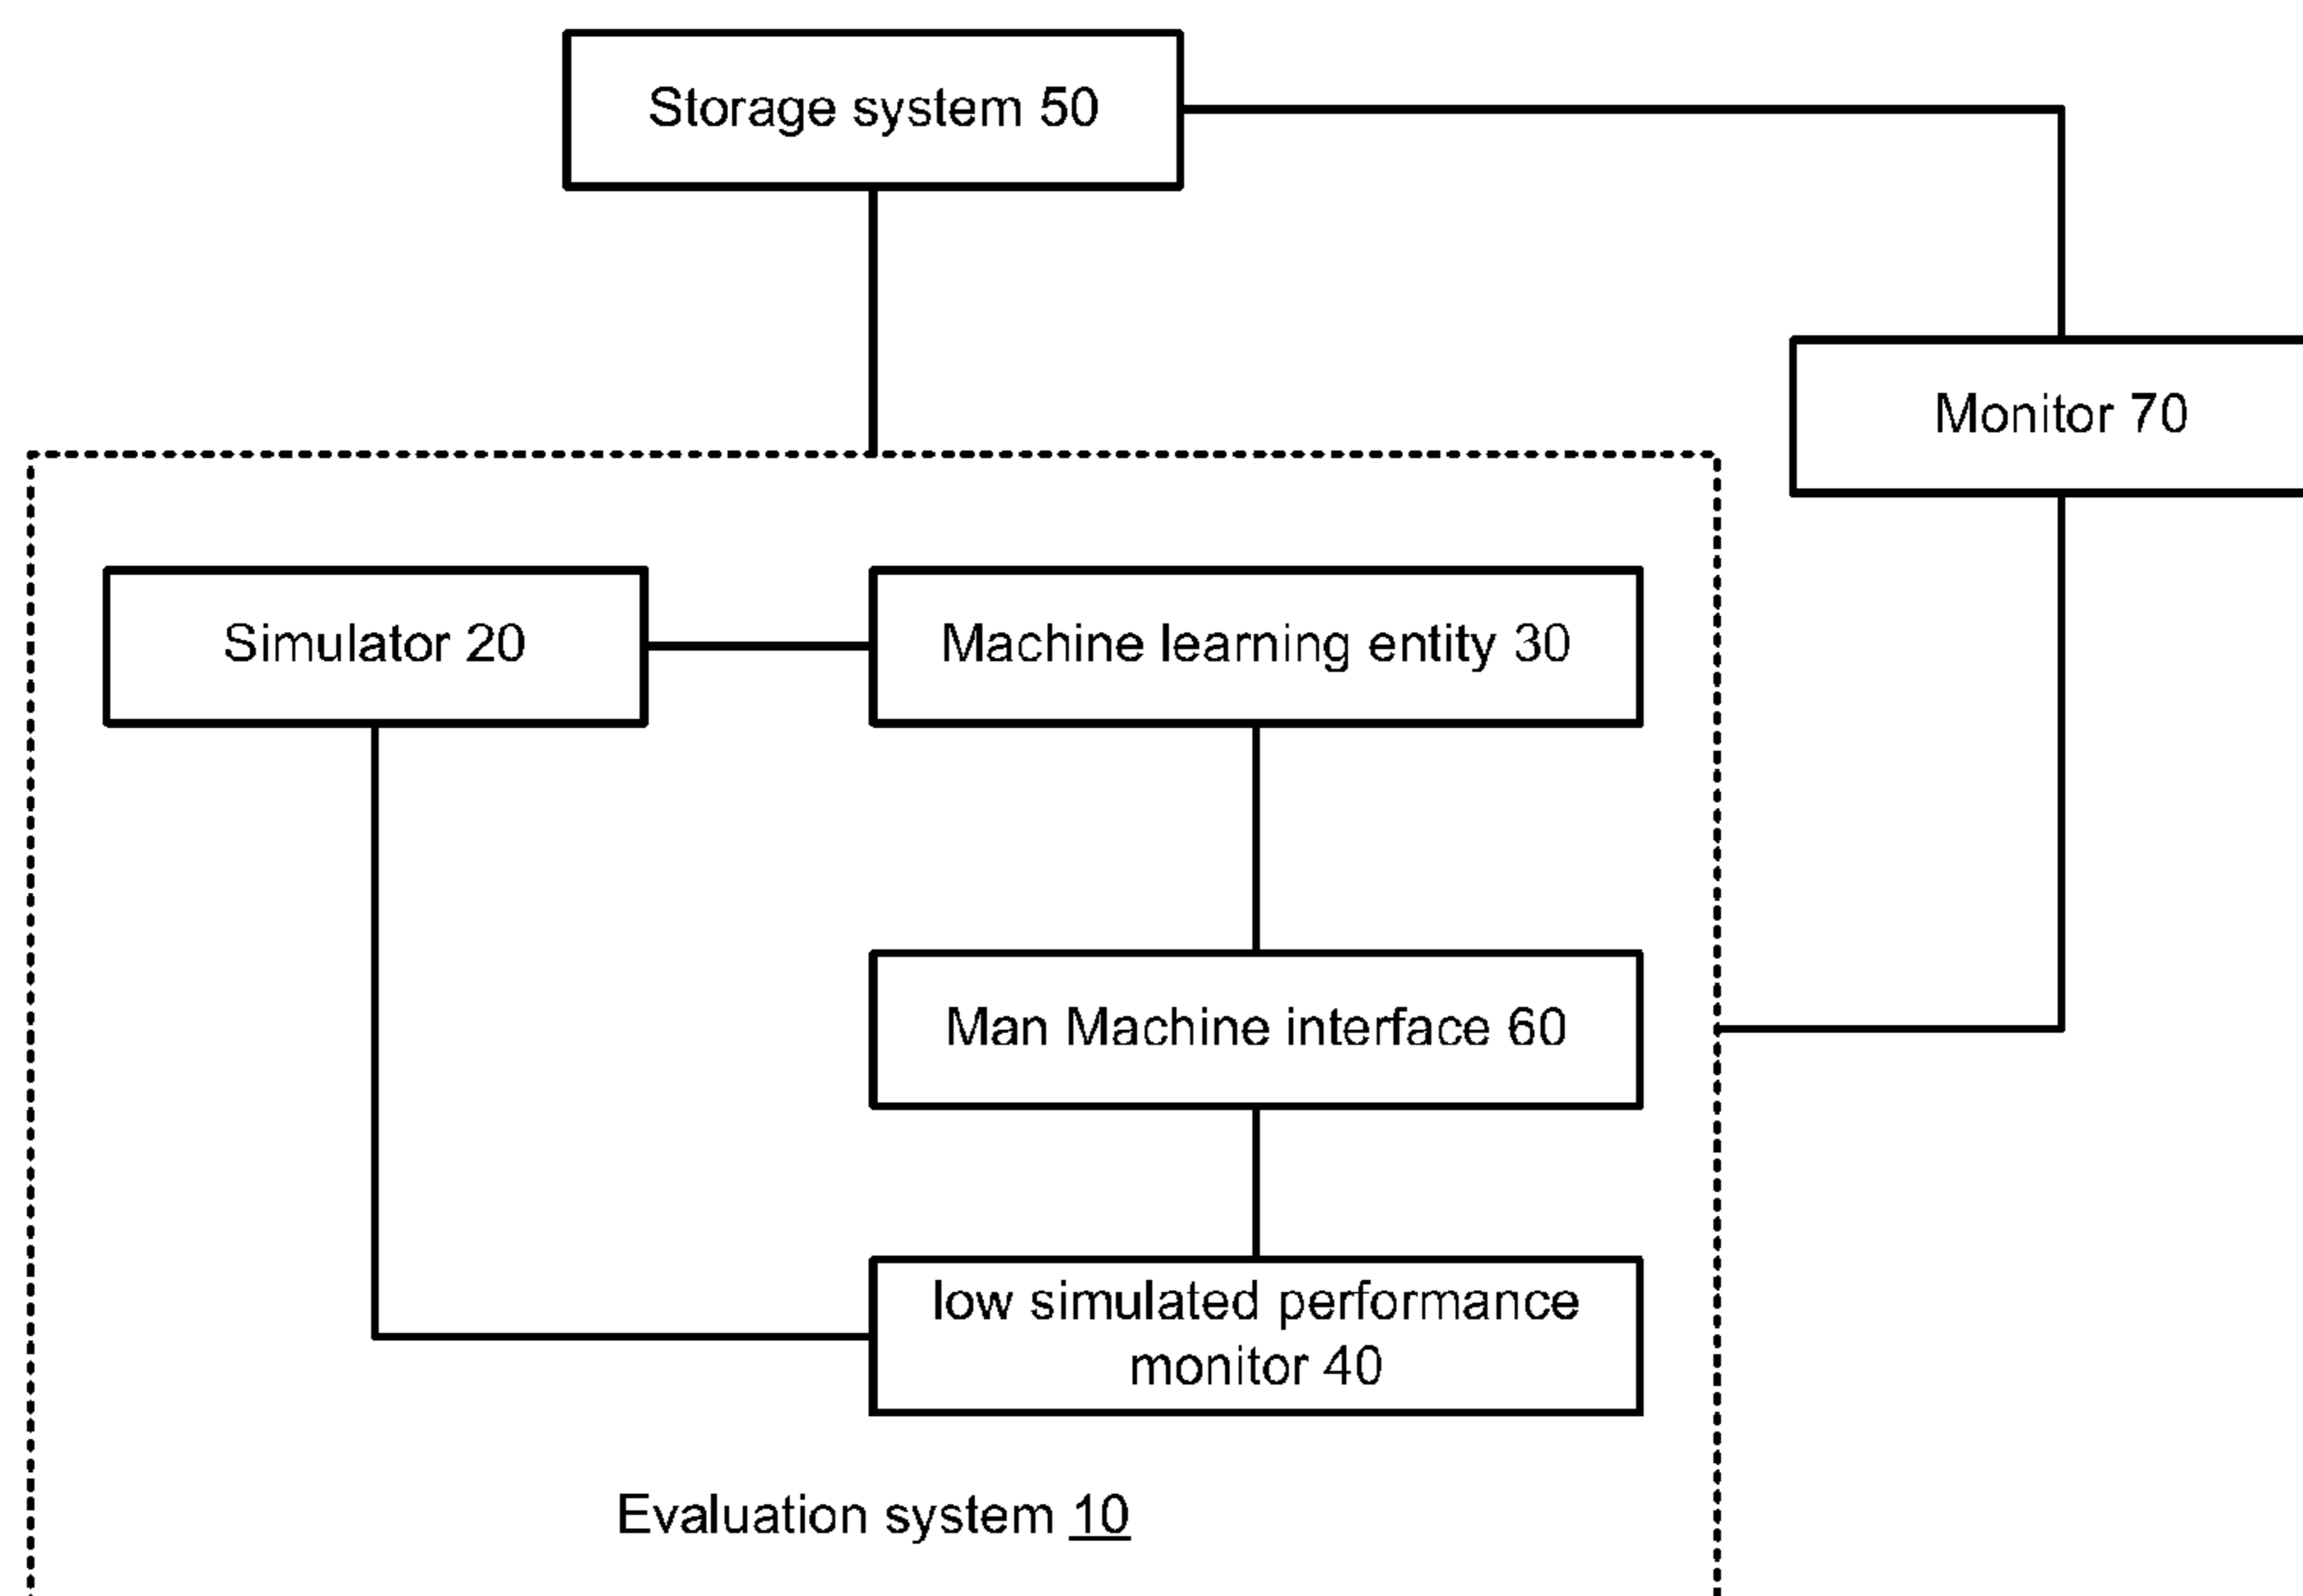 Storage system 50
Monitor 70
Simulator 20
Machine learning entity 30
Man Machine interface 60
low simulated performance
monitor 40
Evaluation system 10